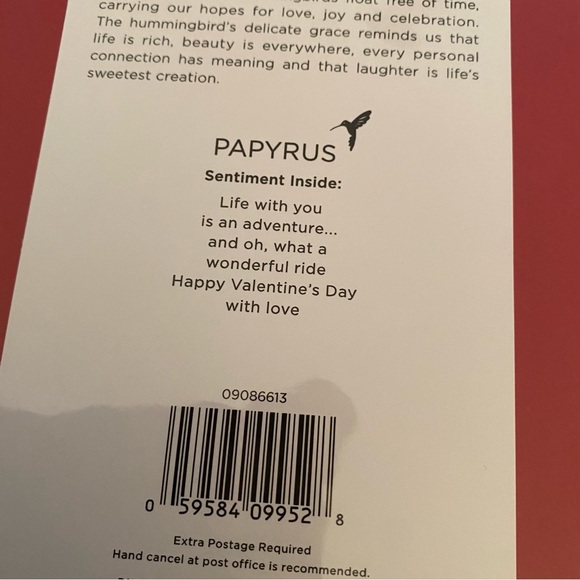 free of time,
carrying our hopes for love, joy and celebration.
The hummingbird's delicate grace reminds us that
life is rich, beauty is everywhere, every personal
connection has meaning and that laughter is life's
sweetest creation.
PAPYRUS
Sentiment Inside:
Life with you
is an adventure...
and oh, what a
wonderful ride
Happy Valentine's Day
with love
09086613
0 59584 09952 8
Extra Postage Required
Hand cancel at post office is recommended.